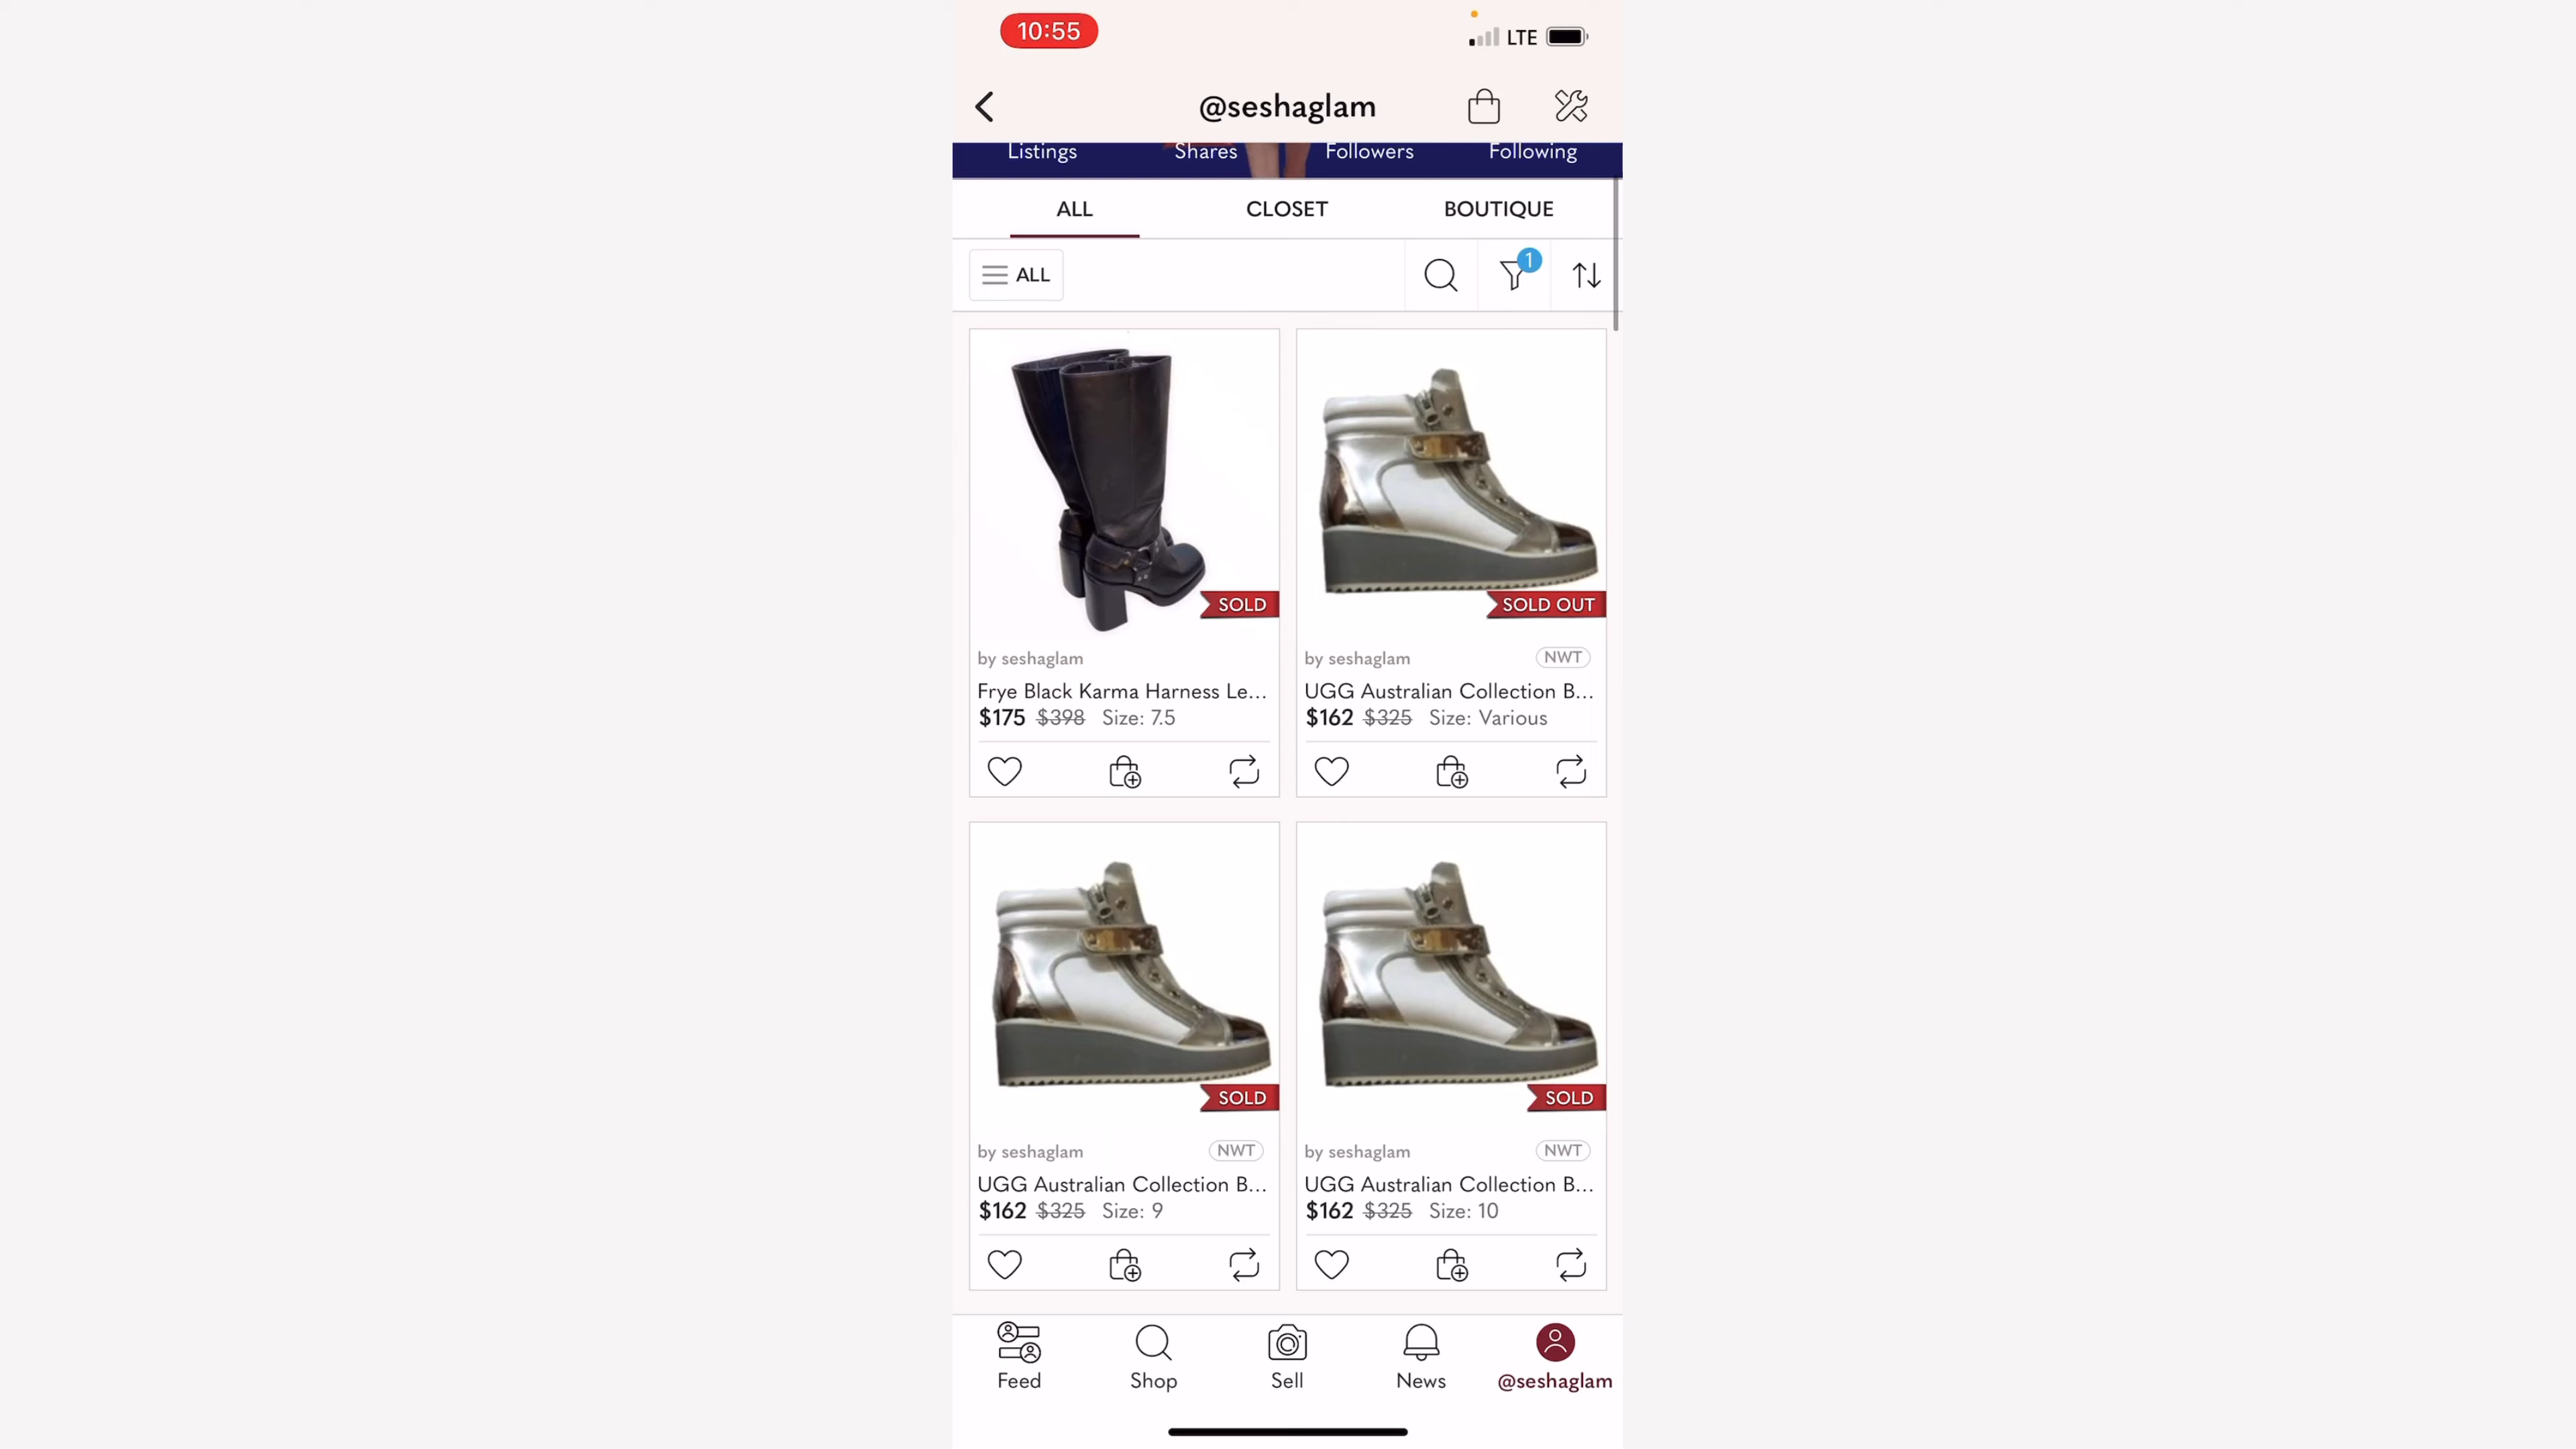 10:55
LTE
@seshaglam
Listings Shares Followers Following
ALL CLOSET BOUTIQUE
ALL
1
SOLD
by seshaglam
Frye Black Karma Harness Le...
$175 $398 Size: 7.5
SOLD OUT
by seshaglam NWT
UGG Australian Collection B...
$162 $325 Size: Various
SOLD
by seshaglam NWT
UGG Australian Collection B...
$162 $325 Size: 9
SOLD
by seshaglam NWT
UGG Australian Collection B...
$162 $325 Size: 10
Feed Shop Sell News @seshaglam